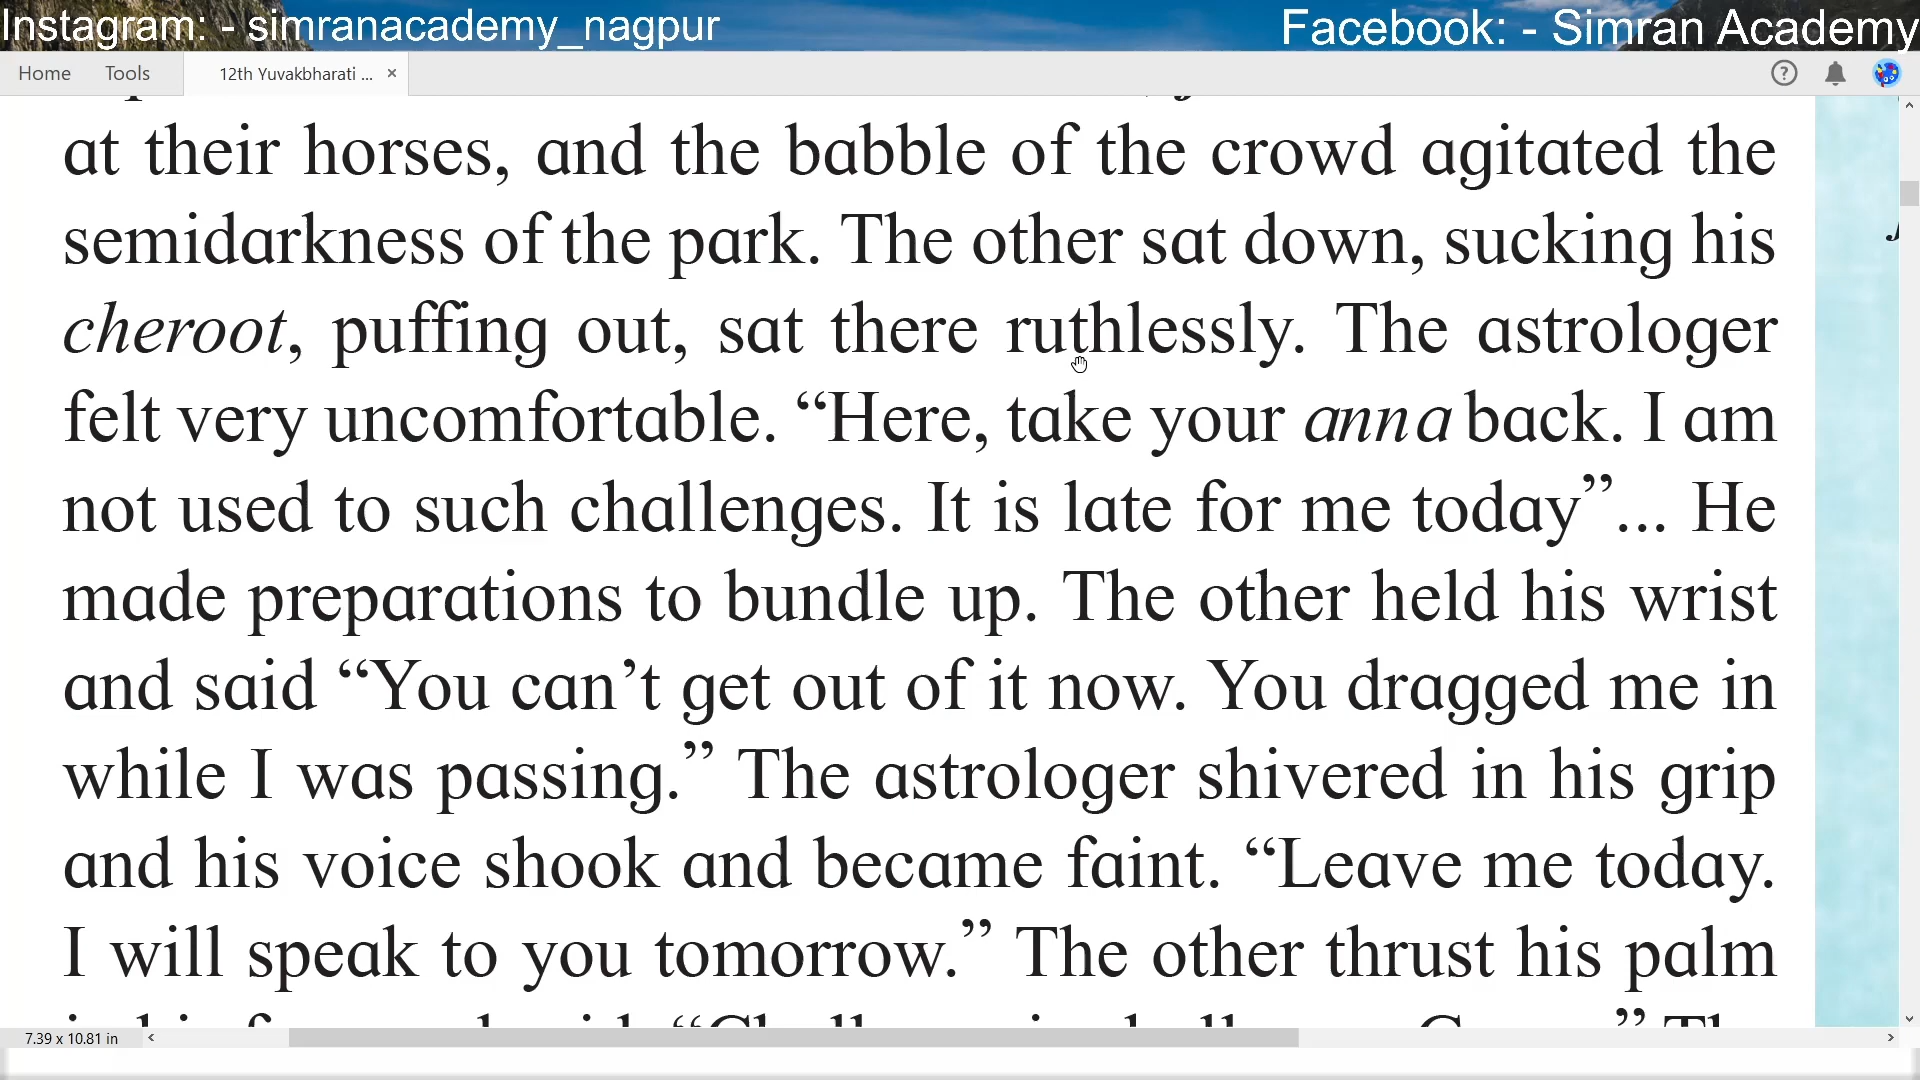 Instagram: - simranacademy_nagpur
Facebook: - Simran Academy
Home Tools 12th Yuvakbharati ... ×
at their horses, and the babble of the crowd agitated the
semidarkness of the park. The other sat down, sucking his
cheroot, puffing out, sat there ruthlessly. The astrologer
felt very uncomfortable. “Here, take your anna back. I am
not used to such challenges. It is late for me today”... He
made preparations to bundle up. The other held his wrist
and said “You can’t get out of it now. You dragged me in
while I was passing.” The astrologer shivered in his grip
and his voice shook and became faint. “Leave me today.
I will speak to you tomorrow.” The other thrust his palm
7.39 x 10.81 in